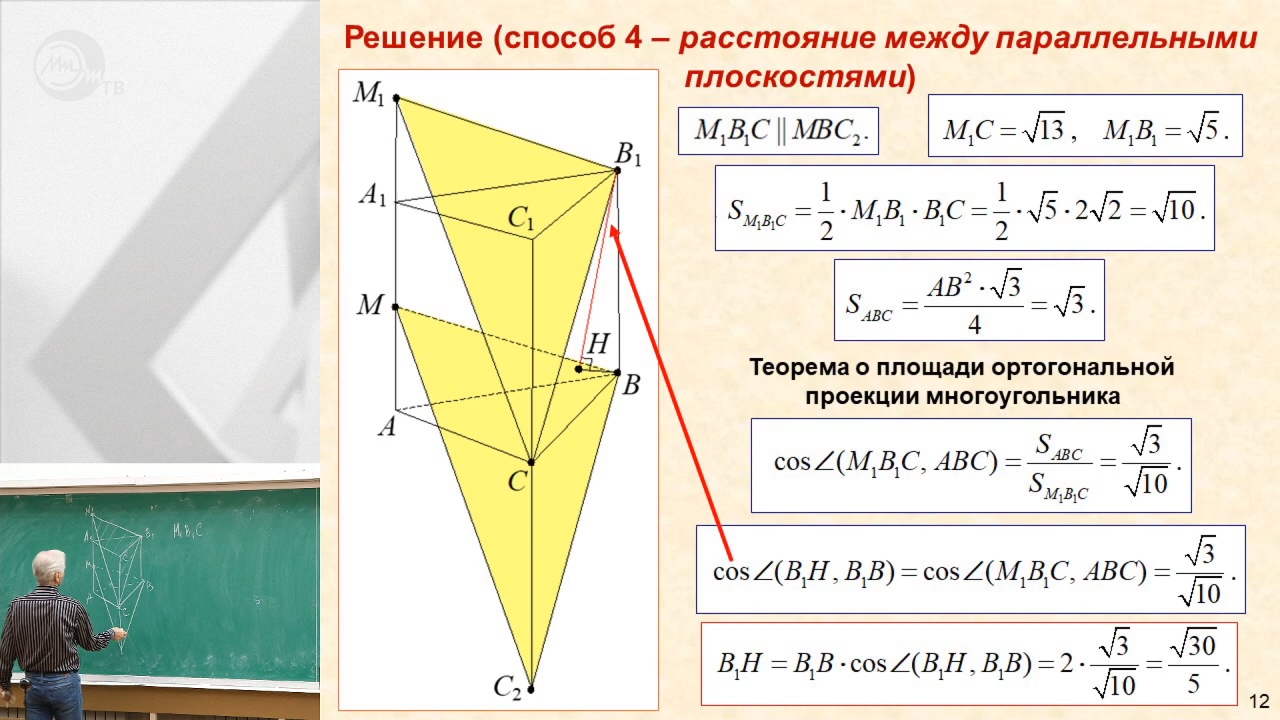 Решение (способ 4 – расстояние между параллельными
плоскостями)
M₁B₁C || MBC₂.
M₁C = √13 , M₁B₁ = √5 .
S_{M₁B₁C} = 1/2 · M₁B₁ · B₁C = 1/2 · √5 · 2√2 = √10 .
S_{ABC} = AB² · √3 / 4 = √3 .
Теорема о площади ортогональной
проекции многоугольника
cos∠(M₁B₁C, ABC) = S_{ABC} / S_{M₁B₁C} = √3 / √10 .
cos∠(B₁H, B₁B) = cos∠(M₁B₁C, ABC) = √3 / √10 .
B₁H = B₁B · cos∠(B₁H, B₁B) = 2 · √3 / √10 = √30 / 5 .
12
M₁
B₁
A₁
C₁
M
H
B
A
C
C₂
ТВ
M₁B₁C